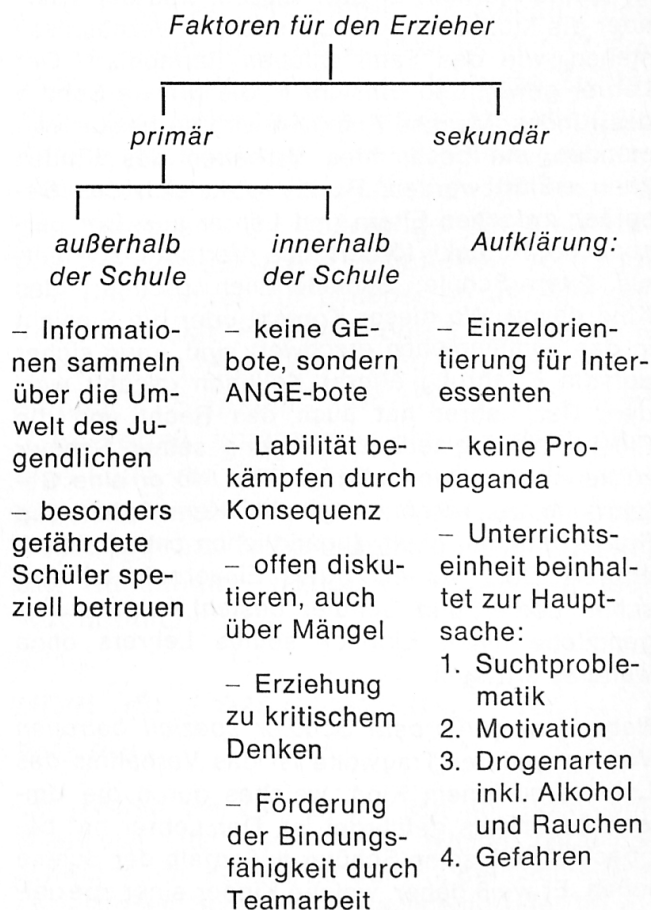 Faktoren für den Erzieher
primär
sekundär
außerhalb
der Schule
– Informatio-
nen sammeln
über die Um-
welt des Ju-
gendlichen
– besonders
gefährdete
Schüler spe-
ziell betreuen
innerhalb
der Schule
– keine GE-
bote, sondern
ANGE-bote
– Labilität be-
kämpfen durch
Konsequenz
– offen disku-
tieren, auch
über Mängel
– Erziehung
zu kritischem
Denken
– Förderung
der Bindungs-
fähigkeit durch
Teamarbeit
Aufklärung:
– Einzelorien-
tierung für Inter-
essenten
– keine Pro-
paganda
– Unterrichts-
einheit beinhal-
tet zur Haupt-
sache:
1. Suchtproble-
matik
2. Motivation
3. Drogenarten
inkl. Alkohol
und Rauchen
4. Gefahren